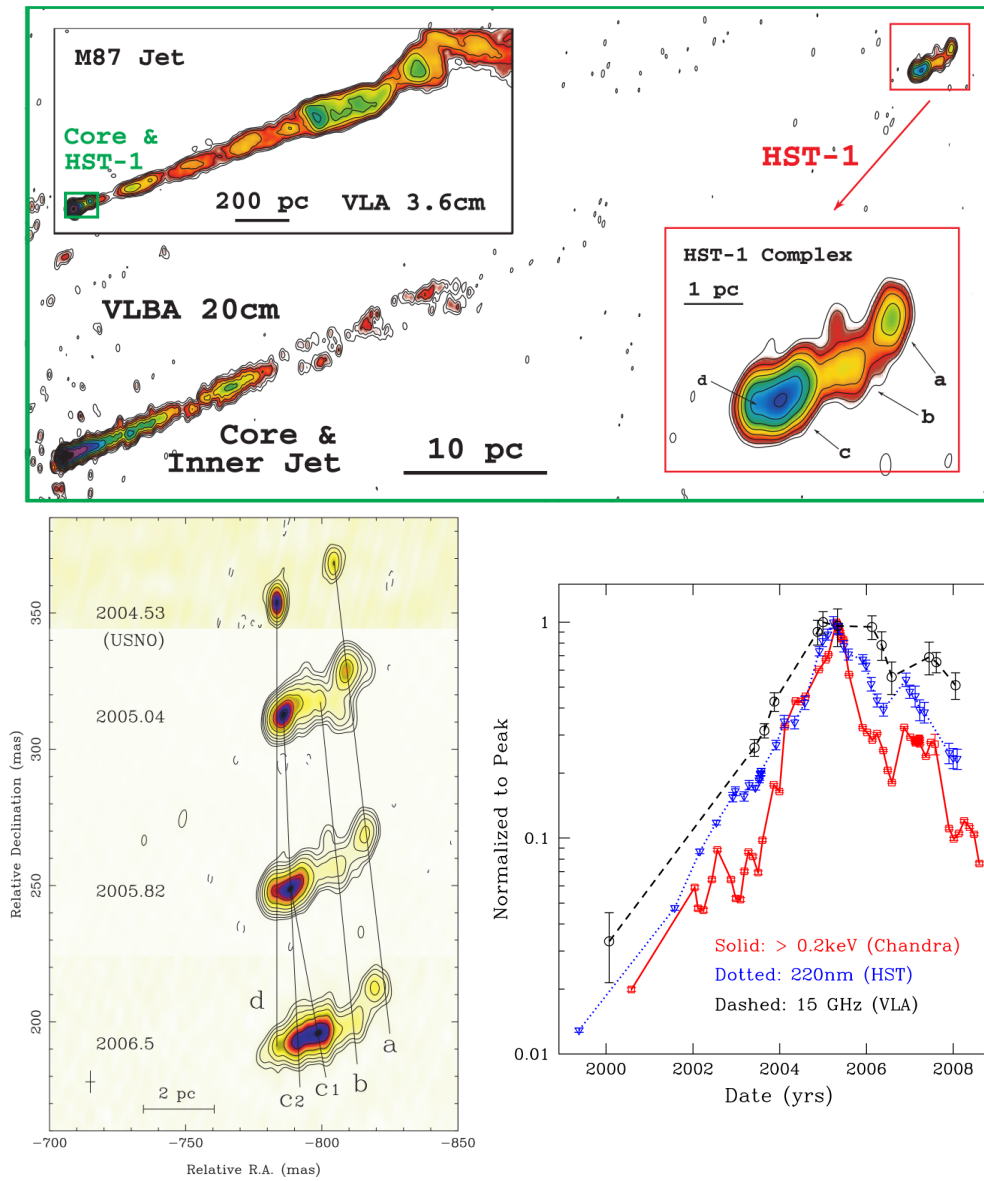 M87 Jet
Core &
HST-1
200 pc
VLA 3.6cm
HST-1
VLBA 20cm
Core &
Inner Jet
10 pc
HST-1 Complex
1 pc
d
a
b
c
2004.53
(USNO)
2005.04
2005.82
2006.5
d
a
b
C1
C2
2 pc
350
300
250
200
Relative Declination (mas)
−700
−750
−800
−850
Relative R.A. (mas)
1
0.1
0.01
Normalized to Peak
Solid: > 0.2keV (Chandra)
Dotted: 220nm (HST)
Dashed: 15 GHz (VLA)
2000
2002
2004
2006
2008
Date (yrs)